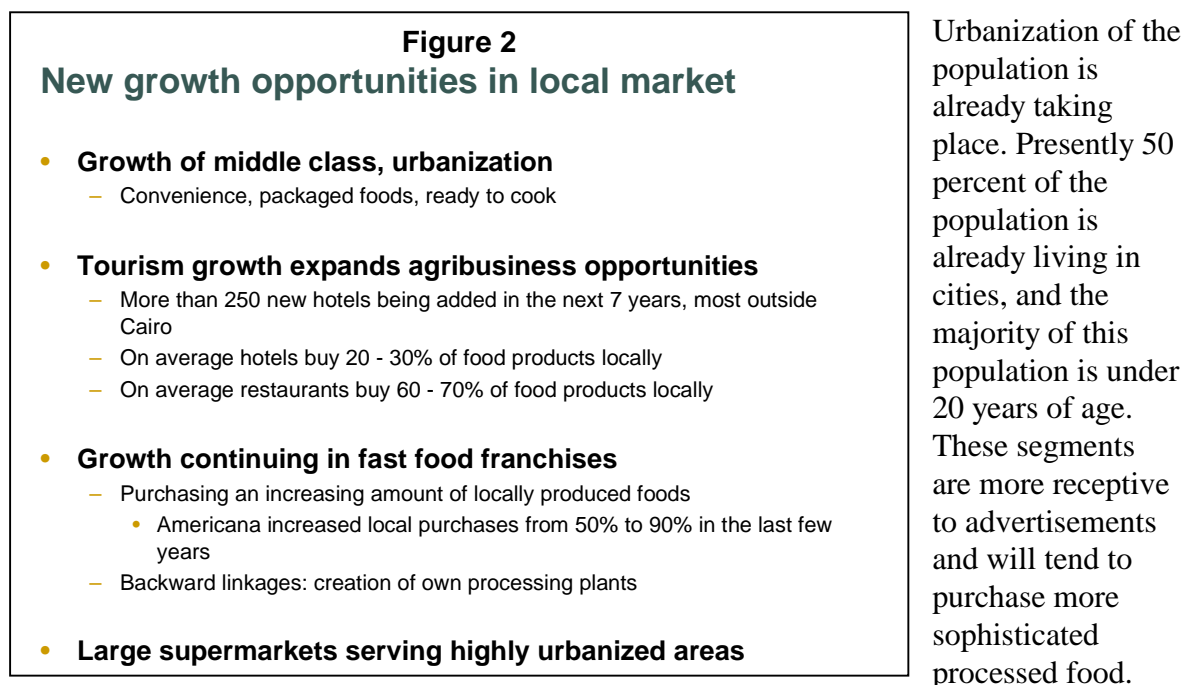 Figure 2
New growth opportunities in local market
• Growth of middle class, urbanization
– Convenience, packaged foods, ready to cook
• Tourism growth expands agribusiness opportunities
– More than 250 new hotels being added in the next 7 years, most outside
Cairo
– On average hotels buy 20 - 30% of food products locally
– On average restaurants buy 60 - 70% of food products locally
• Growth continuing in fast food franchises
– Purchasing an increasing amount of locally produced foods
• Americana increased local purchases from 50% to 90% in the last few
years
– Backward linkages: creation of own processing plants
• Large supermarkets serving highly urbanized areas
Urbanization of the
population is
already taking
place. Presently 50
percent of the
population is
already living in
cities, and the
majority of this
population is under
20 years of age.
These segments
are more receptive
to advertisements
and will tend to
purchase more
sophisticated
processed food.